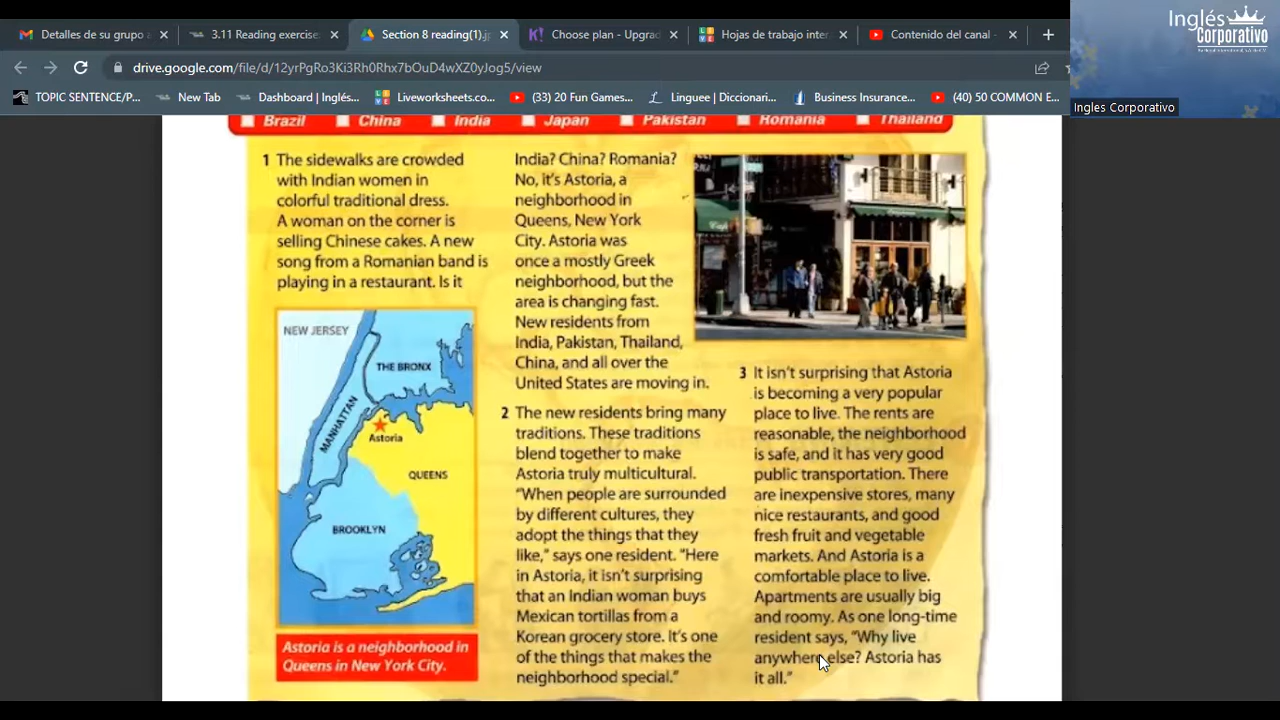 Detalles de su grupo
3.11 Reading exercise
Section 8 reading(1).j
Choose plan - Upgrad
Hojas de trabajo inter
Contenido del canal -
drive.google.com/file/d/12yrPgRo3Ki3Rh0Rhx7bOuD4wXZ0yJog5/view
TOPIC SENTENCE/P...
New Tab
Dashboard | Inglés...
Liveworksheets.co...
(33) 20 Fun Games...
Linguee | Diccionari...
Business Insurance...
(40) 50 COMMON E...
Inglés
Corporativo
Ingles Corporativo
Brazil China India Japan Pakistan Romania Thailand
1 The sidewalks are crowded
with Indian women in
colorful traditional dress.
A woman on the corner is
selling Chinese cakes. A new
song from a Romanian band is
playing in a restaurant. Is it
NEW JERSEY
THE BRONX
MANHATTAN
Astoria
QUEENS
BROOKLYN
Astoria is a neighborhood in
Queens in New York City.
India? China? Romania?
No, it's Astoria, a
neighborhood in
Queens, New York
City. Astoria was
once a mostly Greek
neighborhood, but the
area is changing fast.
New residents from
India, Pakistan, Thailand,
China, and all over the
United States are moving in.
2 The new residents bring many
traditions. These traditions
blend together to make
Astoria truly multicultural.
"When people are surrounded
by different cultures, they
adopt the things that they
like," says one resident. "Here
in Astoria, it isn't surprising
that an Indian woman buys
Mexican tortillas from a
Korean grocery store. It's one
of the things that makes the
neighborhood special."
3 It isn't surprising that Astoria
is becoming a very popular
place to live. The rents are
reasonable, the neighborhood
is safe, and it has very good
public transportation. There
are inexpensive stores, many
nice restaurants, and good
fresh fruit and vegetable
markets. And Astoria is a
comfortable place to live.
Apartments are usually big
and roomy. As one long-time
resident says, "Why live
anywhere else? Astoria has
it all."